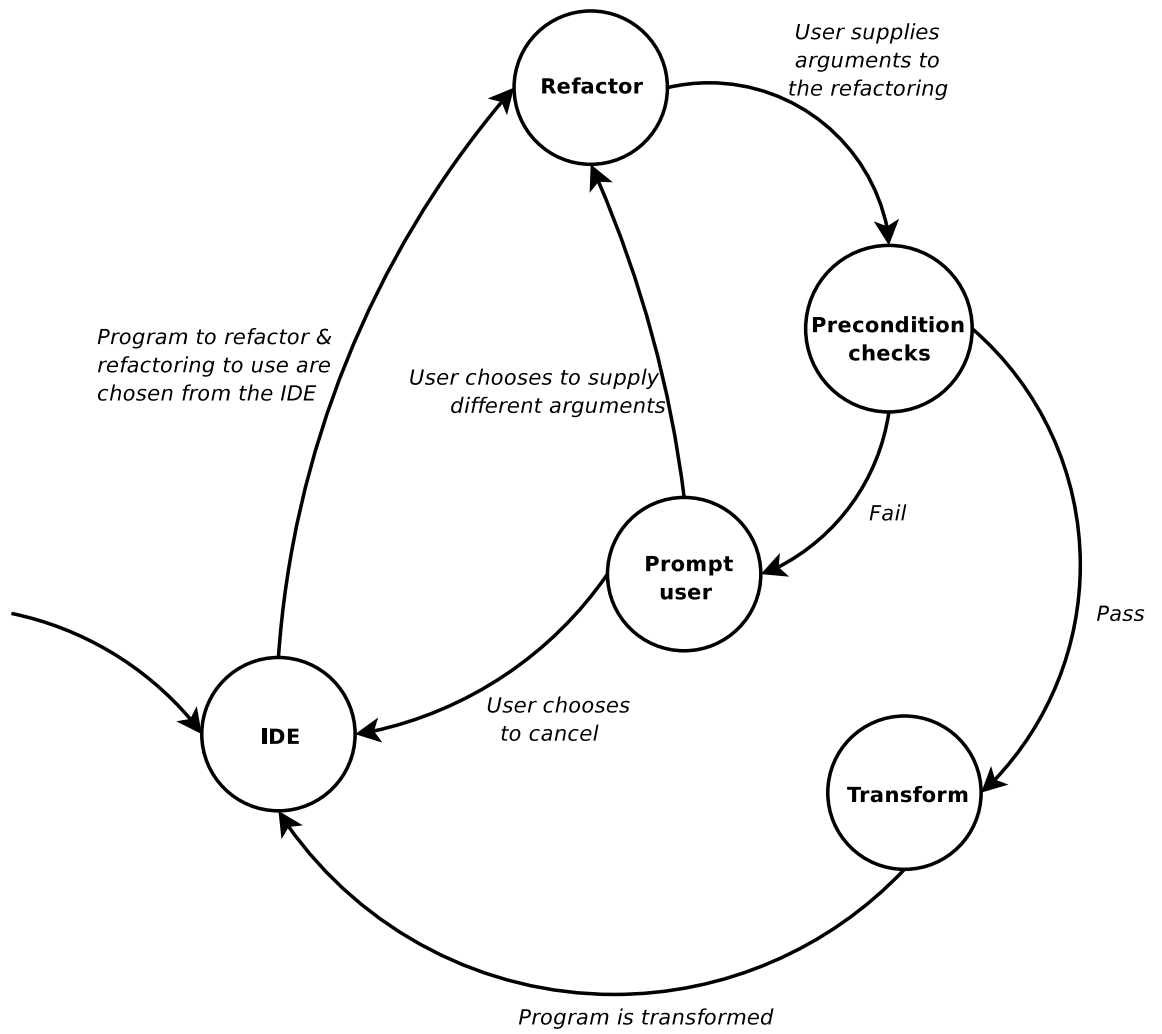 Refactor
User supplies
arguments to
the refactoring
Precondition
checks
Program to refactor &
refactoring to use are
chosen from the IDE
User chooses to supply
different arguments
Fail
Prompt
user
Pass
User chooses
to cancel
IDE
Transform
Program is transformed